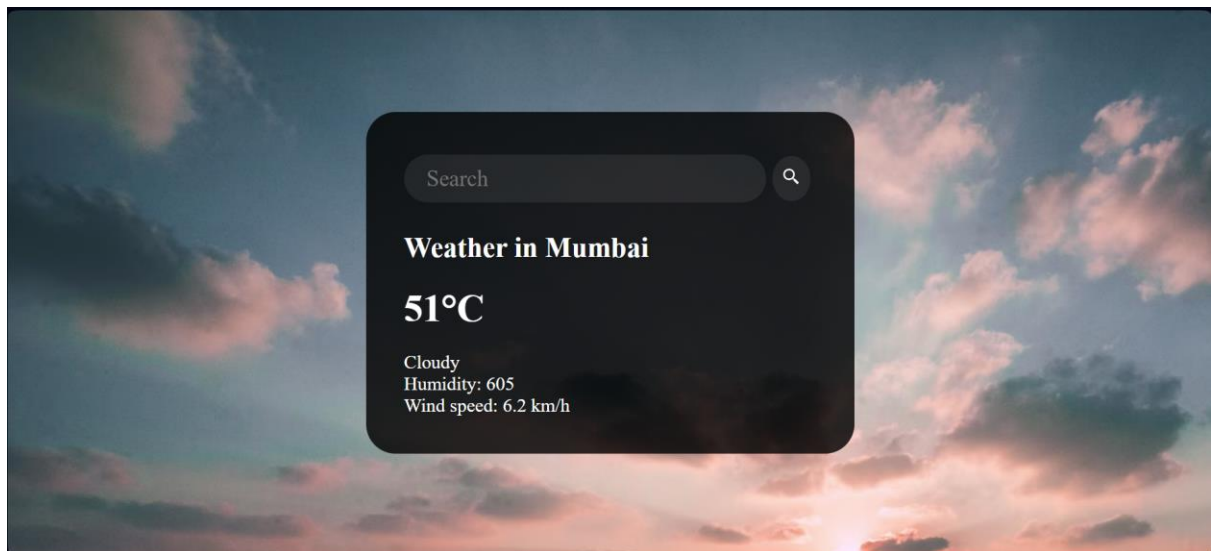 Search
Weather in Mumbai
51°C
Cloudy
Humidity: 605
Wind speed: 6.2 km/h